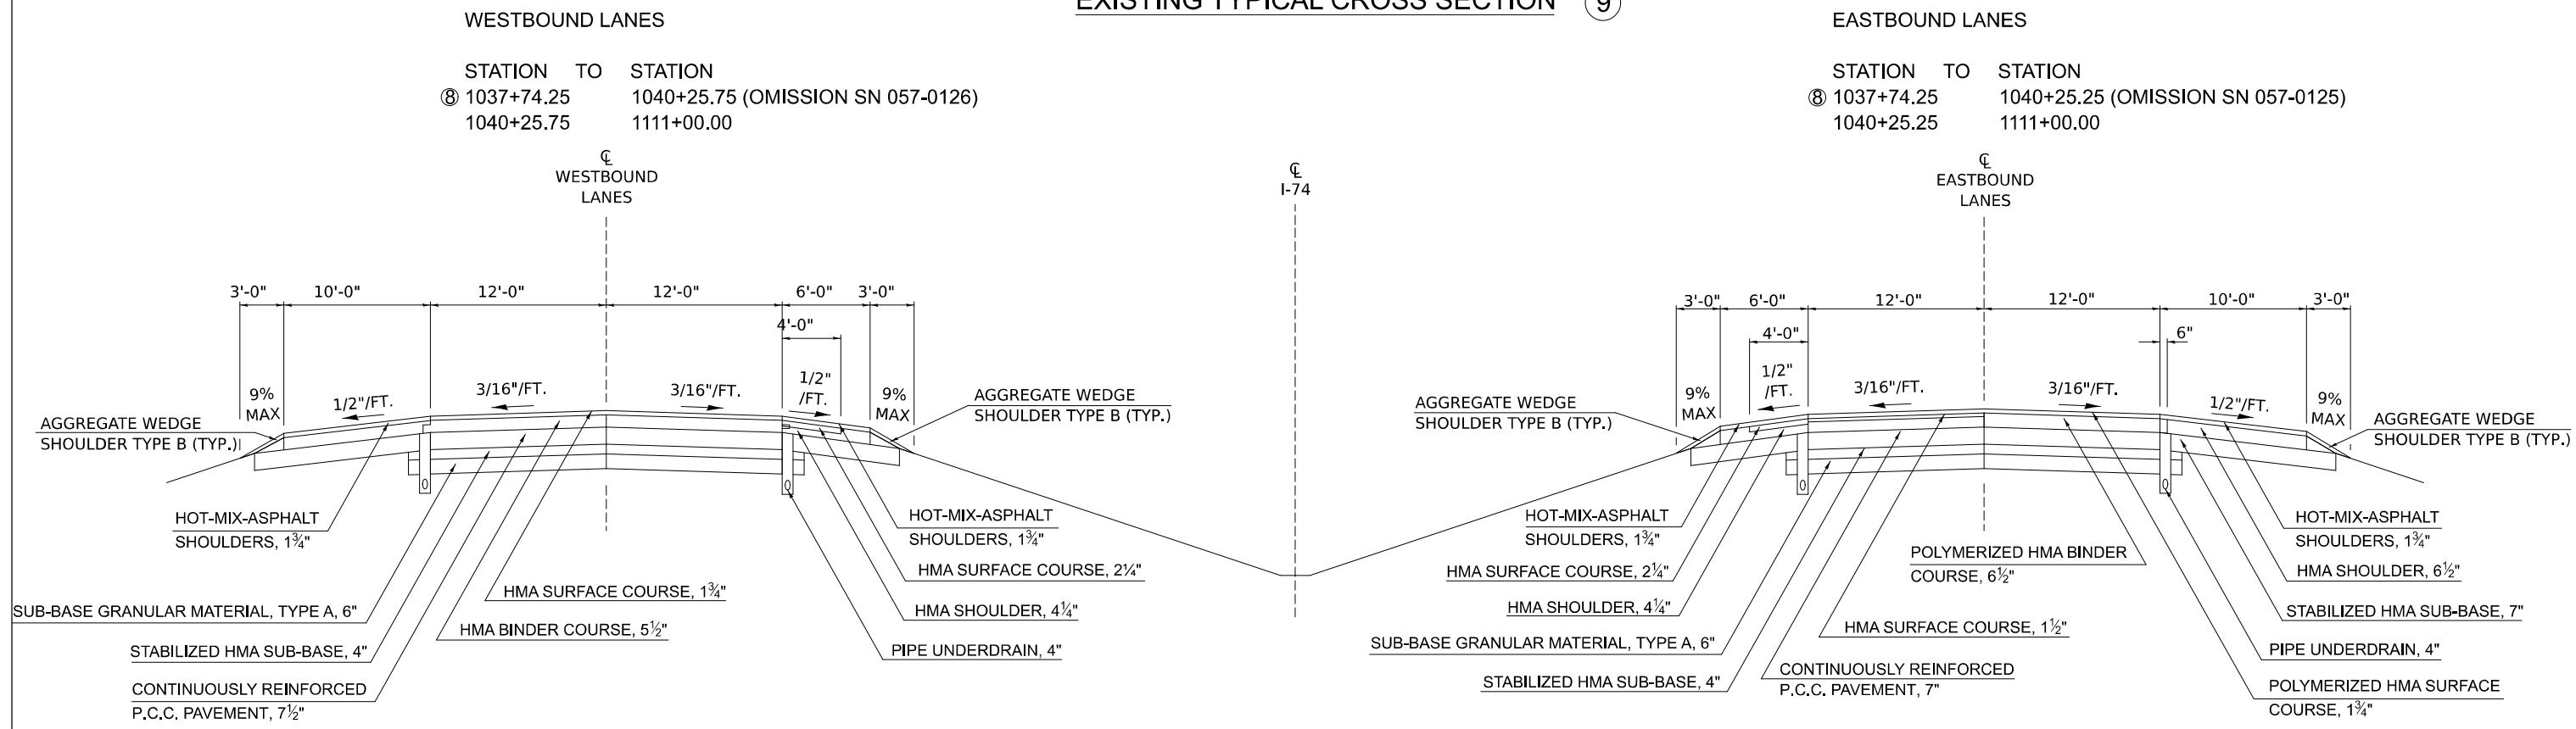 EXISTING TYPICAL CROSS SECTION 9
WESTBOUND LANES
STATION TO STATION
⑧ 1037+74.25 1040+25.75 (OMISSION SN 057-0126)
1040+25.75 1111+00.00
EASTBOUND LANES
STATION TO STATION
⑧ 1037+74.25 1040+25.25 (OMISSION SN 057-0125)
1040+25.25 1111+00.00
℄
WESTBOUND
LANES
℄
I-74
℄
EASTBOUND
LANES
3'-0" 10'-0" 12'-0" 12'-0" 6'-0" 3'-0"
4'-0"
9%
MAX
1/2"/FT.
3/16"/FT.
3/16"/FT.
1/2"
/FT.
9%
MAX
AGGREGATE WEDGE
SHOULDER TYPE B (TYP.)
AGGREGATE WEDGE
SHOULDER TYPE B (TYP.)
HOT-MIX-ASPHALT
SHOULDERS, 1¾"
SUB-BASE GRANULAR MATERIAL, TYPE A, 6"
STABILIZED HMA SUB-BASE, 4"
CONTINUOUSLY REINFORCED
P.C.C. PAVEMENT, 7½"
HMA SURFACE COURSE, 1¾"
HMA BINDER COURSE, 5½"
HOT-MIX-ASPHALT
SHOULDERS, 1¾"
HMA SURFACE COURSE, 2¼"
HMA SHOULDER, 4¼"
PIPE UNDERDRAIN, 4"
3'-0" 6'-0" 12'-0" 12'-0" 10'-0" 3'-0"
4'-0"
6"
9%
MAX
1/2"
/FT.
3/16"/FT.
3/16"/FT.
1/2"/FT.
9%
MAX
AGGREGATE WEDGE
SHOULDER TYPE B (TYP.)
AGGREGATE WEDGE
SHOULDER TYPE B (TYP.)
HOT-MIX-ASPHALT
SHOULDERS, 1¾"
HMA SURFACE COURSE, 2¼"
HMA SHOULDER, 4¼"
SUB-BASE GRANULAR MATERIAL, TYPE A, 6"
STABILIZED HMA SUB-BASE, 4"
POLYMERIZED HMA BINDER
COURSE, 6½"
HMA SURFACE COURSE, 1½"
CONTINUOUSLY REINFORCED
P.C.C. PAVEMENT, 7"
HOT-MIX-ASPHALT
SHOULDERS, 1¾"
HMA SHOULDER, 6½"
STABILIZED HMA SUB-BASE, 7"
PIPE UNDERDRAIN, 4"
POLYMERIZED HMA SURFACE
COURSE, 1¾"